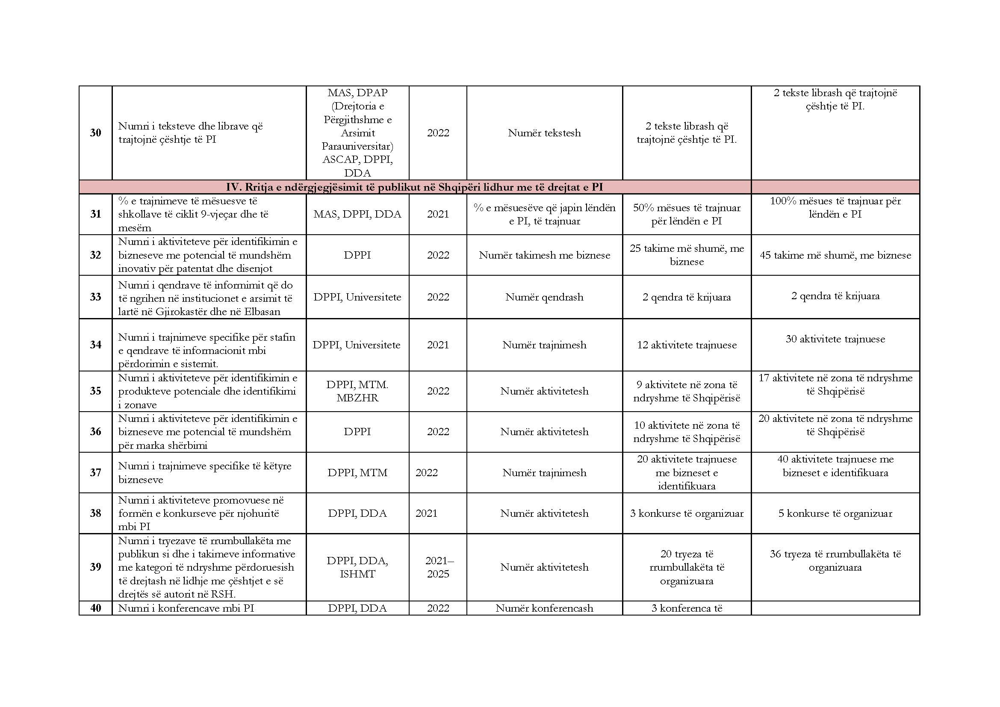 30
Numri i teksteve dhe librave që
trajtojnë çështje të PI
MAS, DPAP
(Drejtoria e
Përgjithshme e
Arsimit
Parauniversitar)
ASCAP, DPPI,
DDA
2022
Numër tekstesh
2 tekste librash që
trajtojnë çështje të PI.
2 tekste librash që trajtojnë
çështje të PI.
IV. Rritja e ndërgjegjësimit të publikut në Shqipëri lidhur me të drejtat e PI
31
% e trajnimeve të mësuesve të
shkollave të ciklit 9-vjeçar dhe të
mesëm
MAS, DPPI, DDA
2021
% e mësuesëve që japin lëndën
e PI, të trajnuar
50% mësues të trajnuar
për lëndën e PI
100% mësues të trajnuar për
lëndën e PI
32
Numri i aktiviteteve për identifikimin e
bizneseve me potencial të mundshëm
inovativ për patentat dhe disenjot
DPPI
2022
Numër takimesh me biznese
25 takime më shumë, me
biznese
45 takime më shumë, me biznese
33
Numri i qendrave të informimit që do
të ngrihen në institucionet e arsimit të
lartë në Gjirokastër dhe në Elbasan
DPPI, Universitete
2022
Numër qendrash
2 qendra të krijuara
2 qendra të krijuara
34
Numri i trajnimeve specifike për stafin
e qendrave të informacionit mbi
përdorimin e sistemit.
DPPI, Universitete
2021
Numër trajnimesh
12 aktivitete trajnuese
30 aktivitete trajnuese
35
Numri i aktiviteteve për identifikimin e
produkteve potenciale dhe identifikimi
i zonave
DPPI, MTM.
MBZHR
2022
Numër aktivitetesh
9 aktivitete në zona të
ndryshme të Shqipërisë
17 aktivitete në zona të ndryshme
të Shqipërisë
36
Numri i aktiviteteve për identifikimin e
bizneseve me potencial të mundshëm
për marka shërbimi
DPPI
2022
Numër aktivitetesh
10 aktivitete në zona të
ndryshme të Shqipërisë
20 aktivitete në zona të ndryshme
të Shqipërisë
37
Numri i trajnimeve specifike të këtyre
bizneseve
DPPI, MTM
2022
Numër trajnimesh
20 aktivitete trajnuese
me bizneset e
identifikuara
40 aktivitete trajnuese me
bizneset e identifikuara
38
Numri i aktiviteteve promovuese në
formën e konkurseve për njohuritë
mbi PI
DPPI, DDA
2021
Numër aktivitetesh
3 konkurse të organizuar
5 konkurse të organizuar
39
Numri i tryezave të rrumbullakëta me
publikun si dhe i takimeve informative
me kategori të ndryshme përdoruesish
të drejtash në lidhje me çështjet e së
drejtës së autorit në RSH.
DPPI, DDA,
ISHMT
2021–
2025
Numër aktivitetesh
20 tryeza të
rrumbullakëta të
organizuara
36 tryeza të rrumbullakëta të
organizuara
40
Numri i konferencave mbi PI
DPPI, DDA
2022
Numër konferencash
3 konferenca të